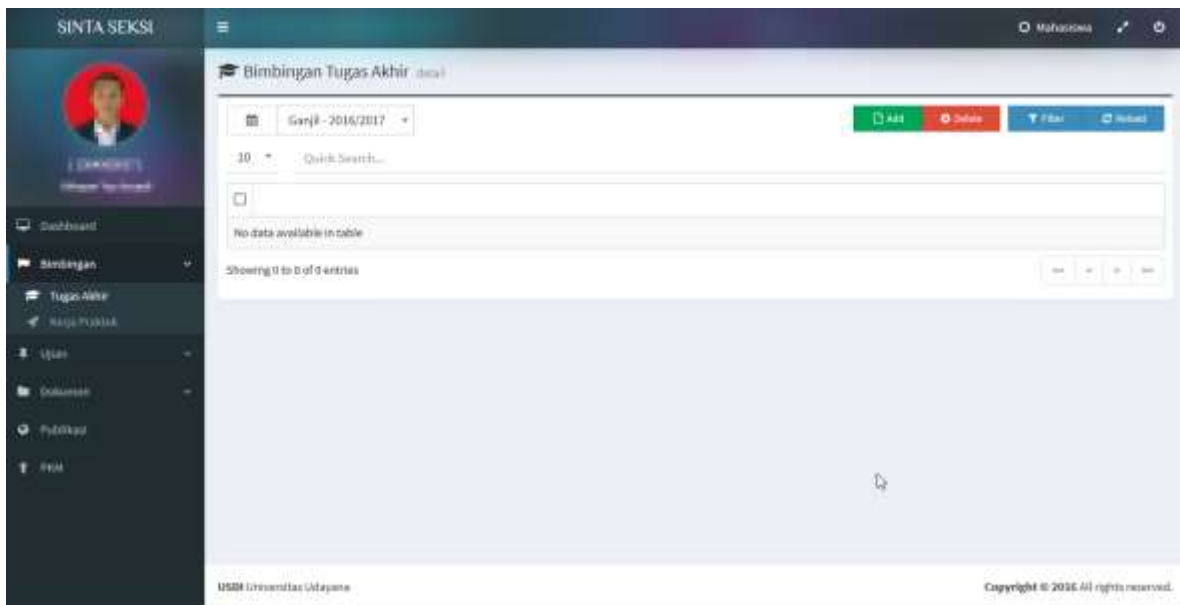 SINTA SEKSI
Mahasiswa
Bimbingan Tugas Akhir detail
Ganjil - 2016/2017
Add
Delete
Filter
Reload
10
Quick Search...
No data available in table
Showing 0 to 0 of 0 entries
Dashboard
Bimbingan
Tugas Akhir
Kerja Praktek
Ujian
Dokumen
Publikasi
PKM
USDI Universitas Udayana
Copyright © 2016 All rights reserved.